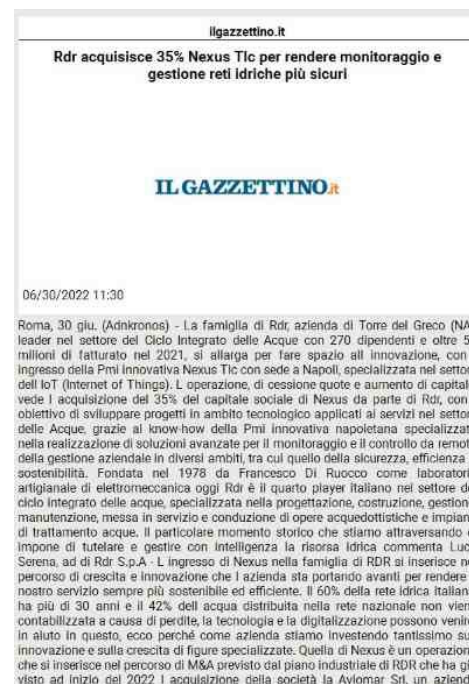 ilgazzettino.it
Rdr acquisisce 35% Nexus Tlc per rendere monitoraggio e
gestione reti idriche più sicuri
IL GAZZETTINO.it
06/30/2022 11:30
Roma, 30 giu. (Adnkronos) - La famiglia di Rdr, azienda di Torre del Greco (NA
leader nel settore del Ciclo Integrato delle Acque con 270 dipendenti e oltre 5
milioni di fatturato nel 2021, si allarga per fare spazio all innovazione, con
ingresso della Pmi innovativa Nexus Tlc con sede a Napoli, specializzata nel settor
dell IoT (Internet of Things). L operazione, di cessione quote e aumento di capital
vede l acquisizione del 35% del capitale sociale di Nexus da parte di Rdr, con
obiettivo di sviluppare progetti in ambito tecnologico applicati ai servizi nel settor
delle Acque, grazie al know-how della Pmi innovativa napoletana specializzat
nella realizzazione di soluzioni avanzate per il monitoraggio e il controllo da remot
della gestione aziendale in diversi ambiti, tra cui quello della sicurezza, efficienza
sostenibilità. Fondata nel 1978 da Francesco Di Ruocco come laboratori
artigianale di elettromeccanica oggi Rdr è il quarto player italiano nel settore de
ciclo integrato delle acque, specializzata nella progettazione, costruzione, gestion
manutenzione, messa in servizio e conduzione di opere acquedottistiche e impian
di trattamento acque. Il particolare momento storico che stiamo attraversando
impone di tutelare e gestire con intelligenza la risorsa idrica commenta Luc
Serena, ad di Rdr S.p.A - L ingresso di Nexus nella famiglia di RDR si inserisce ne
percorso di crescita e innovazione che l azienda sta portando avanti per rendere
nostro servizio sempre più sostenibile ed efficiente. Il 60% della rete idrica italian
ha più di 30 anni e il 42% dell acqua distribuita nella rete nazionale non vien
contabilizzata a causa di perdite, la tecnologia e la digitalizzazione possono venir
in aiuto in questo, ecco perché come azienda stiamo investendo tantissimo su
innovazione e sulla crescita di figure specializzate. Quella di Nexus è un operazion
che si inserisce nel percorso di M&A previsto dal piano industriale di RDR che ha gi
visto ad inizio del 2022 l acquisizione della società la Aviomar Srl, un aziend